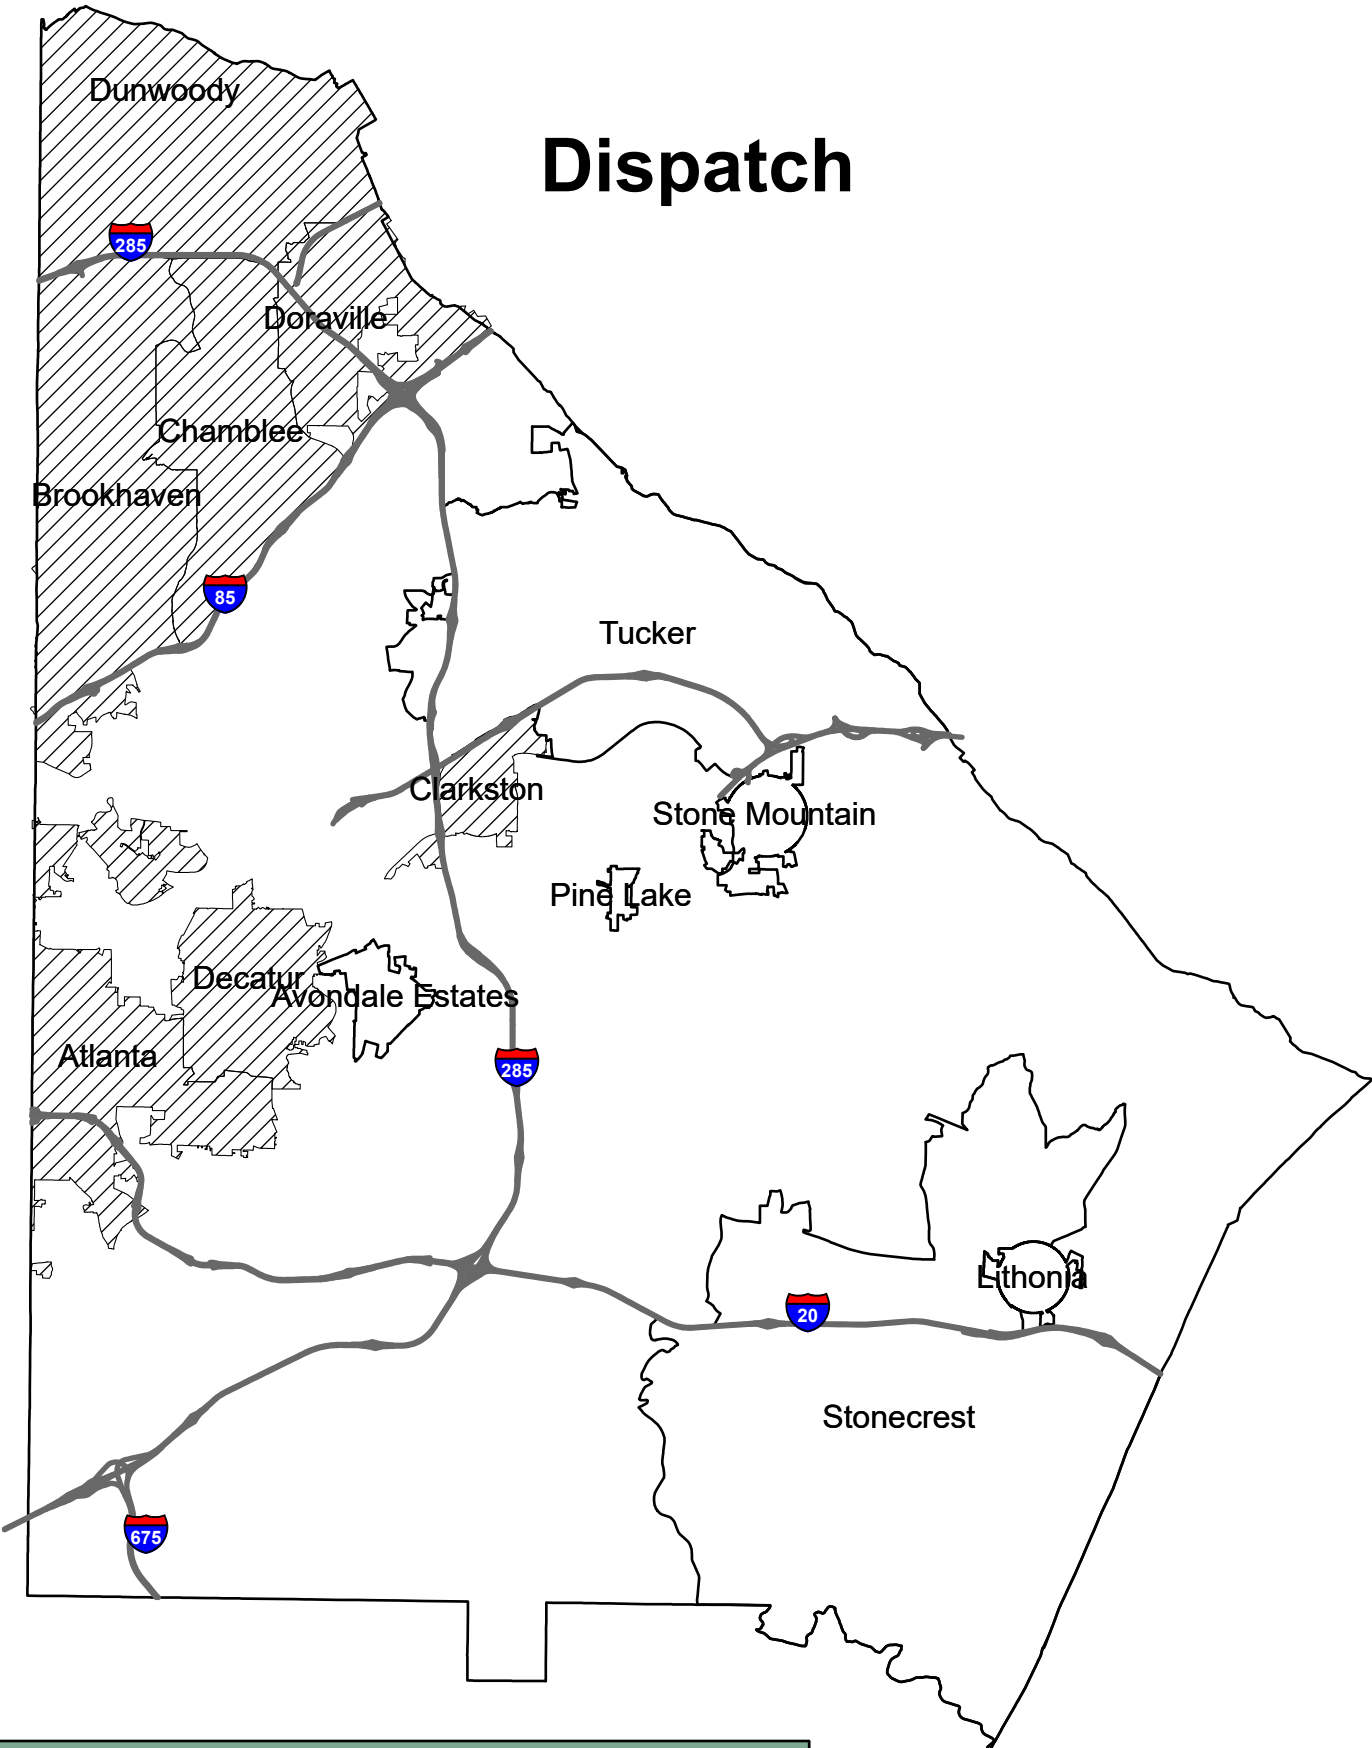 Dunwoody
Dispatch
285
Doraville
Chamblee
Brookhaven
85
Tucker
Clarkston
Stone Mountain
Pine Lake
Decatur
Avondale Estates
Atlanta
285
Lithonia
20
Stonecrest
675